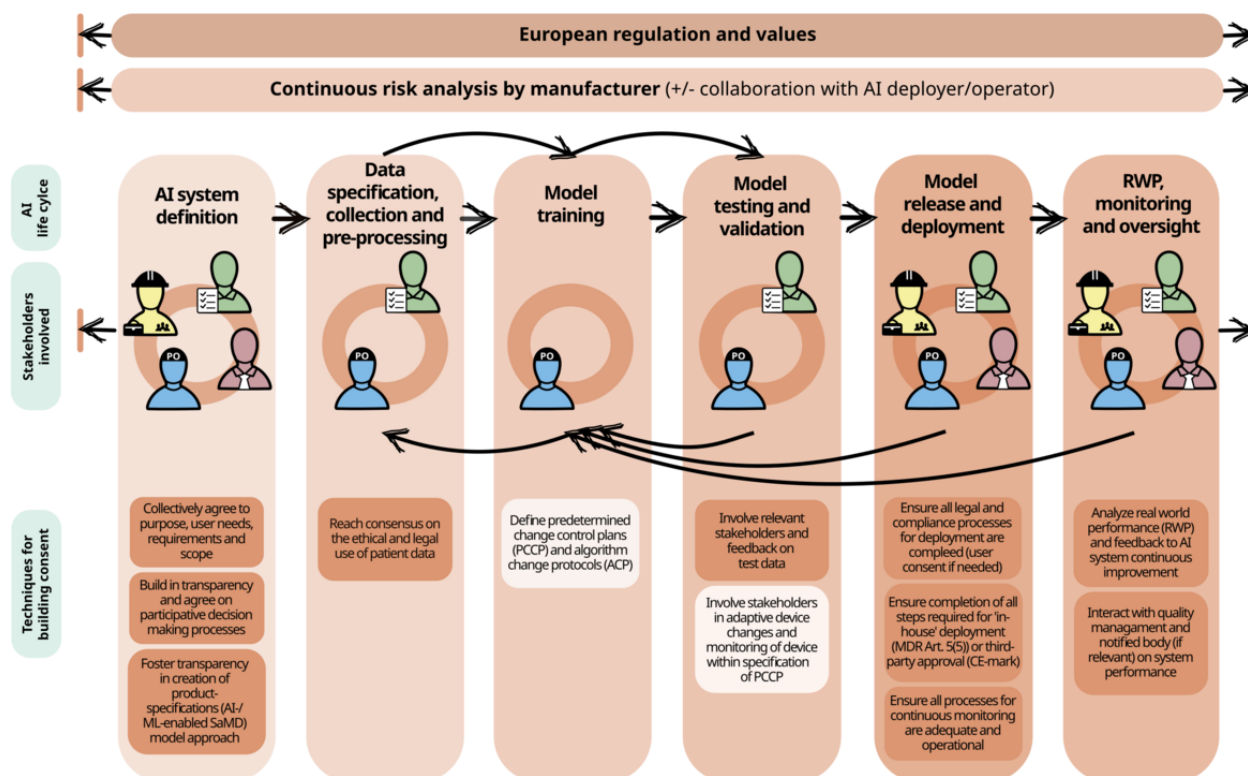 European regulation and values
Continuous risk analysis by manufacturer (+/- collaboration with AI deployer/operator)
AI
life cylce
AI system
definition
Data
specification,
collection and
pre-processing
Model
training
Model
testing and
validation
Model
release and
deployment
RWP,
monitoring
and oversight
Stakeholders
involved
PO
PO
PO
PO
PO
PO
Techniques for
building consent
Collectively agree to
purpose, user needs,
requirements and
scope
Build in transparency
and agree on
participative decision
making processes
Foster transparency
in creation of
product-
specifications (AI-/
ML-enabled SaMD)
model approach
Reach consensus on
the ethical and legal
use of patient data
Define predetermined
change control plans
(PCCP) and algorithm
change protocols (ACP)
Involve relevant
stakeholders and
feedback on
test data
Involve stakeholders
in adaptive device
changes and
monitoring of device
within specification
of PCCP
Ensure all legal and
compliance processes
for deployment are
compleed (user
consent if needed)
Ensure completion of all
steps required for 'in-
house' deployment
(MDR Art. 5(5)) or third-
party approval (CE-mark)
Ensure all processes for
continuous monitoring
are adequate and
operational
Analyze real world
performance (RWP)
and feedback to AI
system continuous
improvement
Interact with quality
managament and
notified body (if
relevant) on system
performance